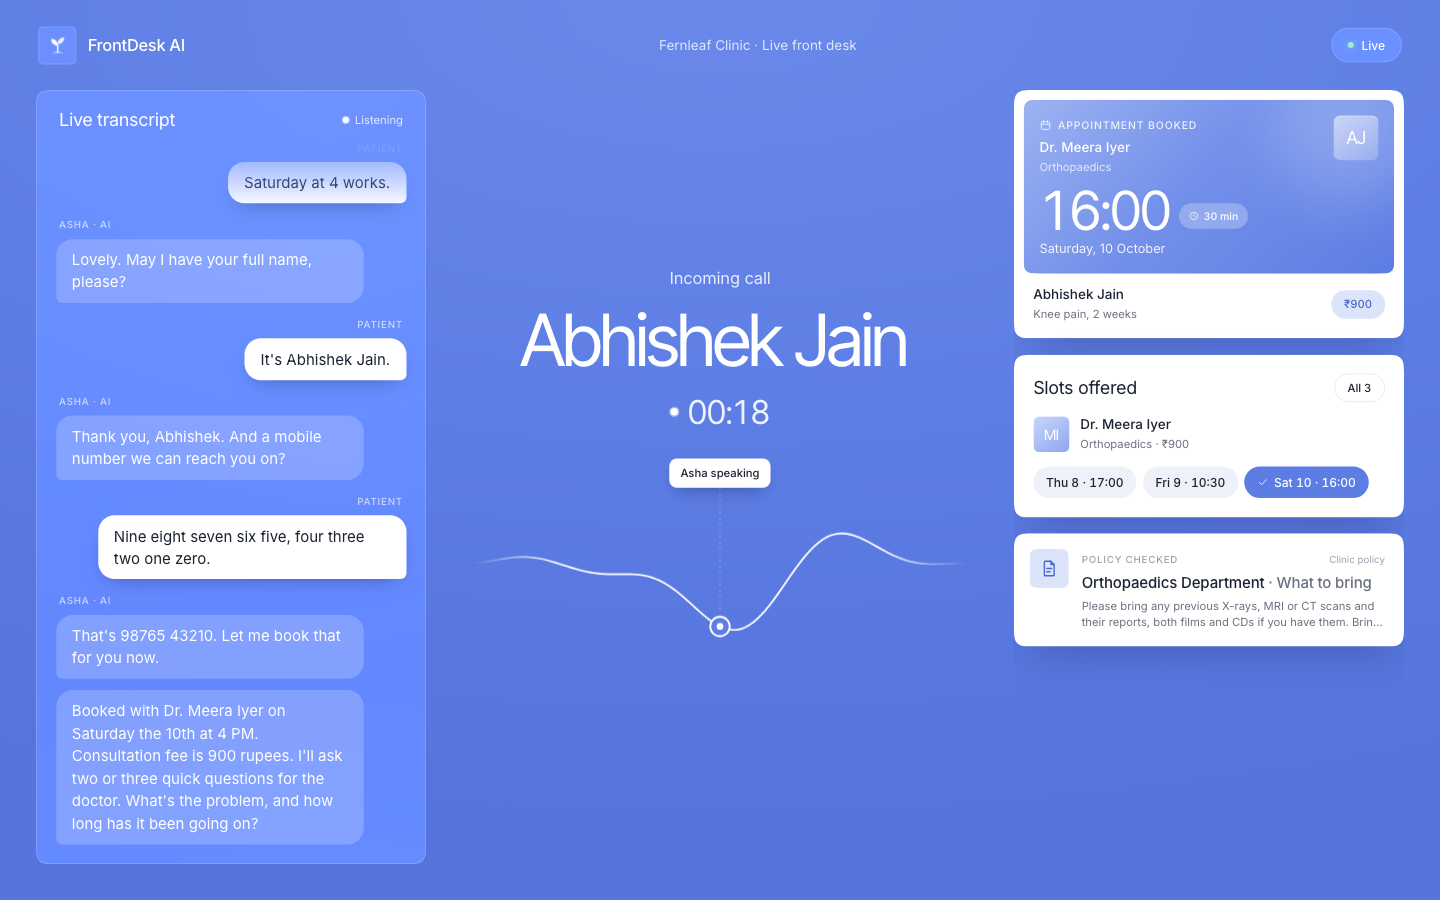 FrontDesk AI
Fernleaf Clinic · Live front desk
Live
Live transcript
Listening
PATIENT
Saturday at 4 works.
ASHA · AI
Lovely. May I have your full name,
please?
PATIENT
It's Abhishek Jain.
ASHA · AI
Thank you, Abhishek. And a mobile
number we can reach you on?
PATIENT
Nine eight seven six five, four three
two one zero.
ASHA · AI
That's 98765 43210. Let me book that
for you now.
Booked with Dr. Meera Iyer on
Saturday the 10th at 4 PM.
Consultation fee is 900 rupees. I'll ask
two or three quick questions for the
doctor. What's the problem, and how
long has it been going on?
Incoming call
Abhishek Jain
00:18
Asha speaking
APPOINTMENT BOOKED
AJ
Dr. Meera Iyer
Orthopaedics
16:00
30 min
Saturday, 10 October
Abhishek Jain
Knee pain, 2 weeks
₹900
Slots offered
All 3
MI
Dr. Meera Iyer
Orthopaedics · ₹900
Thu 8 · 17:00
Fri 9 · 10:30
Sat 10 · 16:00
POLICY CHECKED
Clinic policy
Orthopaedics Department · What to bring
Please bring any previous X-rays, MRI or CT scans and
their reports, both films and CDs if you have them. Brin...